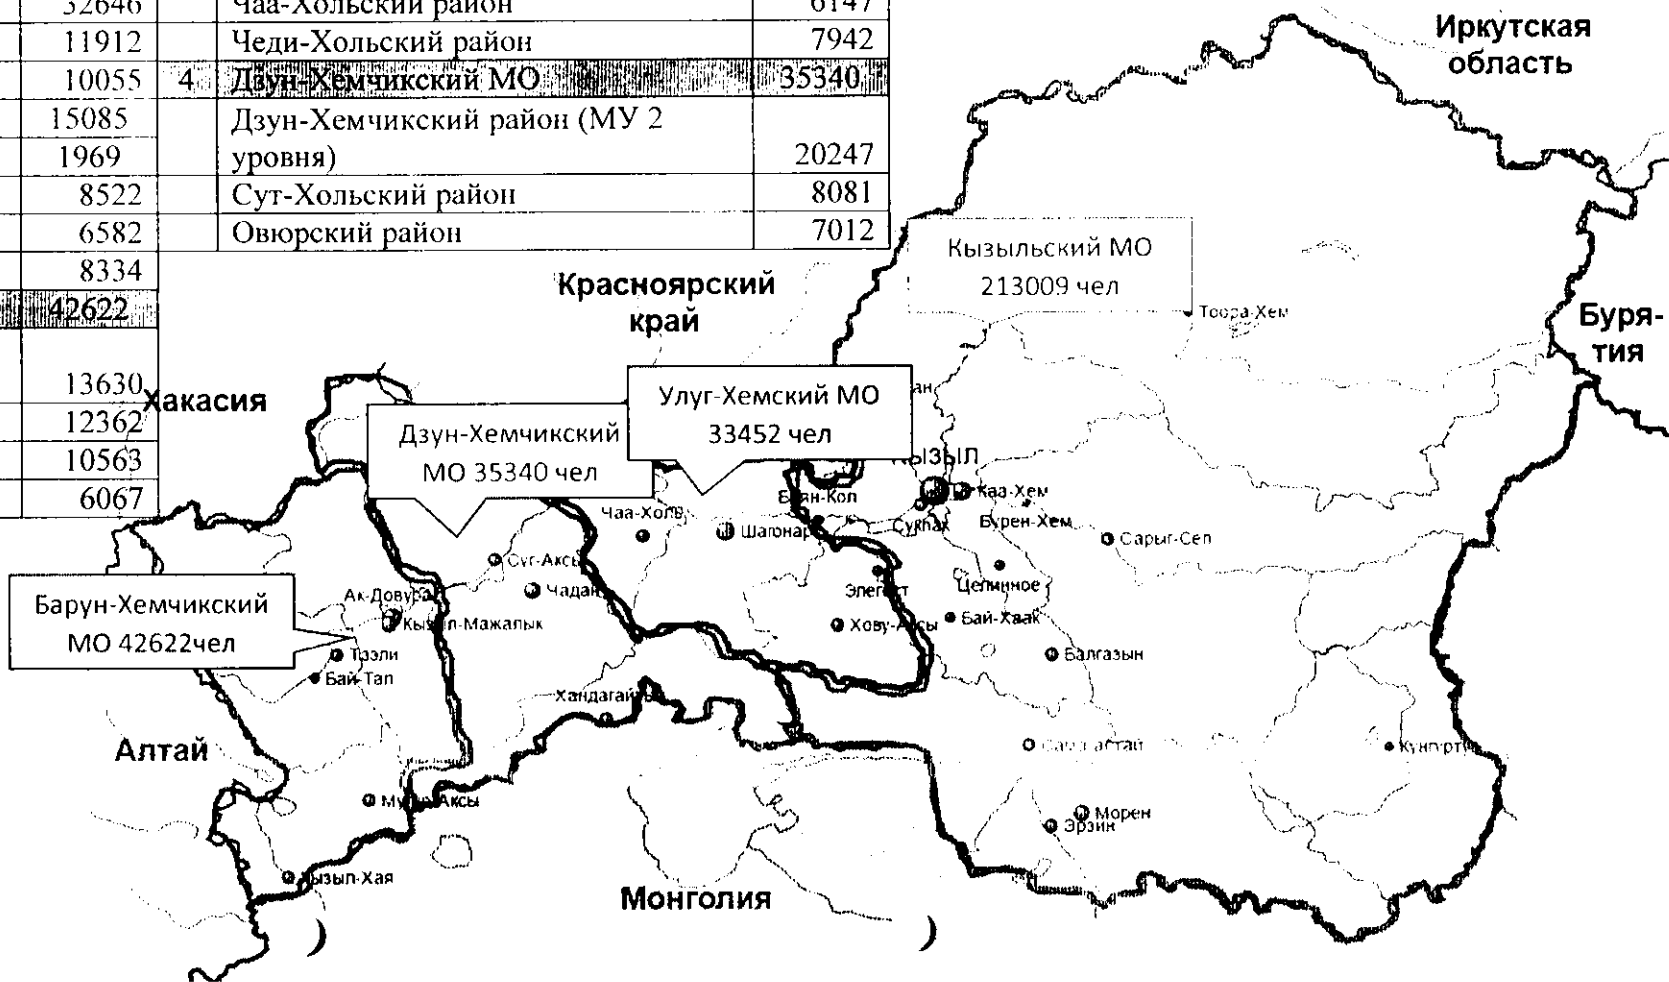 32646 Чаа-Хольский район 6147
11912 Чеди-Хольский район 7942
10055 4 Дзун-Хемчикский МО 35340
15085 Дзун-Хемчикский район (МУ 2
1969 уровня) 20247
8522 Сут-Хольский район 8081
6582 Овюрский район 7012
8334
42622
13630
12362
10563
6067
Иркутская
область
Кызыльский МО
213009 чел
Красноярский
край
Тоора-Хем
Буря-
тия
Хакасия
Улуг-Хемский МО
33452 чел
Дзун-Хемчикский
МО 35340 чел
КЫЗЫЛ
Каа-Хем
Баян-Кол
Чаа-Холь
Шагонар
Сукпак
Бурен-Хем
Сарыг-Сеп
Суг-Аксы
Чадан
Элегест
Целинное
Барун-Хемчикский
МО 42622чел
Ак-Довурак
Кызыл-Мажалык
Хову-Аксы
Бай-Хаак
Тээли
Бай-Тал
Балгазын
Хандагайты
Алтай
Самагалтай
Кунгурт
Мугур-Аксы
Морен
Эрзин
Кызыл-Хая
Монголия